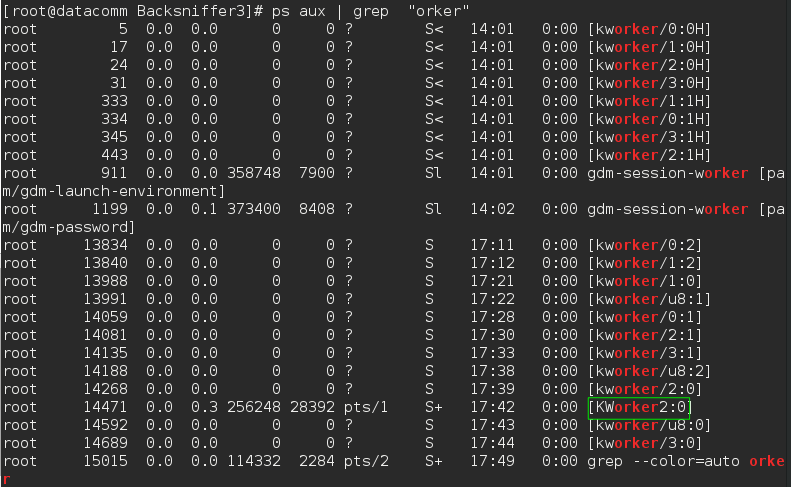 [root@datacomm Backsniffer3]# ps aux | grep  "orker"
root         5  0.0  0.0      0     0 ?        S<   14:01   0:00 [kworker/0:0H]
root        17  0.0  0.0      0     0 ?        S<   14:01   0:00 [kworker/1:0H]
root        24  0.0  0.0      0     0 ?        S<   14:01   0:00 [kworker/2:0H]
root        31  0.0  0.0      0     0 ?        S<   14:01   0:00 [kworker/3:0H]
root       333  0.0  0.0      0     0 ?        S<   14:01   0:00 [kworker/1:1H]
root       334  0.0  0.0      0     0 ?        S<   14:01   0:00 [kworker/0:1H]
root       345  0.0  0.0      0     0 ?        S<   14:01   0:00 [kworker/3:1H]
root       443  0.0  0.0      0     0 ?        S<   14:01   0:00 [kworker/2:1H]
root       911  0.0  0.0 358748  7900 ?        Sl   14:01   0:00 gdm-session-worker [pa
m/gdm-launch-environment]
root      1199  0.0  0.1 373400  8408 ?        Sl   14:02   0:00 gdm-session-worker [pa
m/gdm-password]
root     13834  0.0  0.0      0     0 ?        S    17:11   0:00 [kworker/0:2]
root     13840  0.0  0.0      0     0 ?        S    17:12   0:00 [kworker/1:2]
root     13988  0.0  0.0      0     0 ?        S    17:21   0:00 [kworker/1:0]
root     13991  0.0  0.0      0     0 ?        S    17:22   0:00 [kworker/u8:1]
root     14059  0.0  0.0      0     0 ?        S    17:28   0:00 [kworker/0:1]
root     14081  0.0  0.0      0     0 ?        S    17:30   0:00 [kworker/2:1]
root     14135  0.0  0.0      0     0 ?        S    17:33   0:00 [kworker/3:1]
root     14188  0.0  0.0      0     0 ?        S    17:38   0:00 [kworker/u8:2]
root     14268  0.0  0.0      0     0 ?        S    17:39   0:00 [kworker/2:0]
root     14471  0.0  0.3 256248 28392 pts/1    S+   17:42   0:00 [KWorker2:0]
root     14592  0.0  0.0      0     0 ?        S    17:43   0:00 [kworker/u8:0]
root     14689  0.0  0.0      0     0 ?        S    17:44   0:00 [kworker/3:0]
root     15015  0.0  0.0 114332  2284 pts/2    S+   17:49   0:00 grep --color=auto orke
r